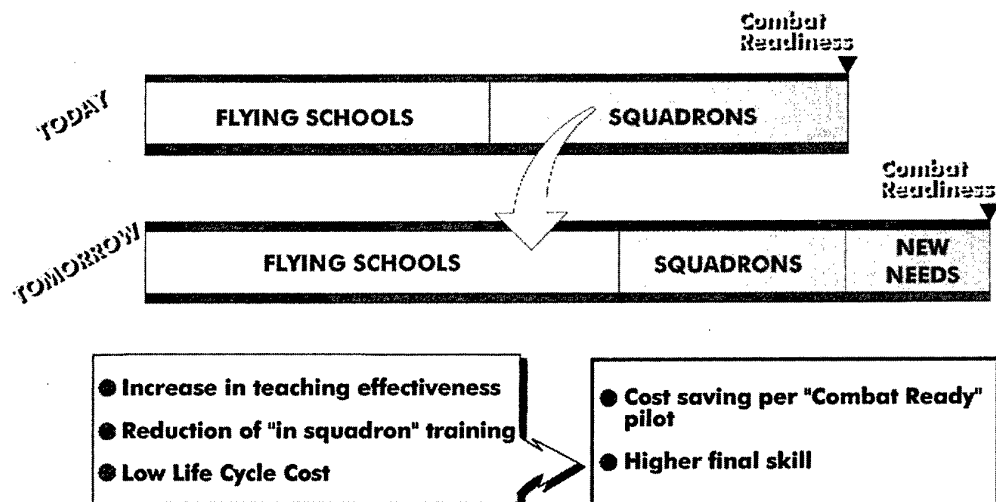 Combat
Readiness
TODAY
FLYING SCHOOLS
SQUADRONS
Combat
Readiness
TOMORROW
FLYING SCHOOLS
SQUADRONS
NEW
NEEDS
● Increase in teaching effectiveness
● Reduction of "in squadron" training
● Low Life Cycle Cost
● Cost saving per "Combat Ready"
pilot
● Higher final skill